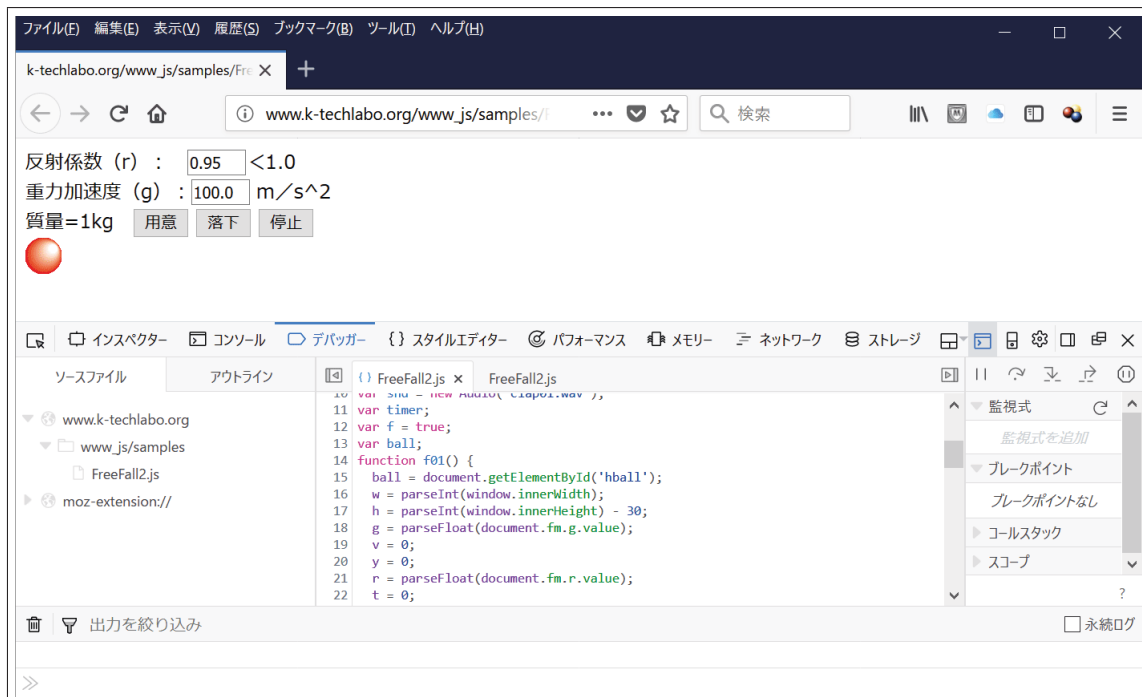 ファイル(F) 編集(E) 表示(V) 履歴(S) ブックマーク(B) ツール(T) ヘルプ(H)
k-techlabo.org/www_js/samples/Fre
www.k-techlabo.org/www_js/samples/F
検索
反射係数（r）： 0.95 <1.0
重力加速度（g）：100.0 m／s^2
質量=1kg 用意 落下 停止
インスペクター コンソール デバッガー {} スタイルエディター パフォーマンス メモリー ネットワーク ストレージ
ソースファイル アウトライン {} FreeFall2.js × FreeFall2.js
www.k-techlabo.org
www_js/samples
FreeFall2.js
moz-extension://
10 var snd = new Audio('clap01.wav');
11 var timer;
12 var f = true;
13 var ball;
14 function f01() {
15 ball = document.getElementById('hball');
16 w = parseInt(window.innerWidth);
17 h = parseInt(window.innerHeight) - 30;
18 g = parseFloat(document.fm.g.value);
19 v = 0;
20 y = 0;
21 r = parseFloat(document.fm.r.value);
22 t = 0;
監視式
監視式を追加
ブレークポイント
ブレークポイントなし
コールスタック
スコープ
?
出力を絞り込み 永続ログ
≫